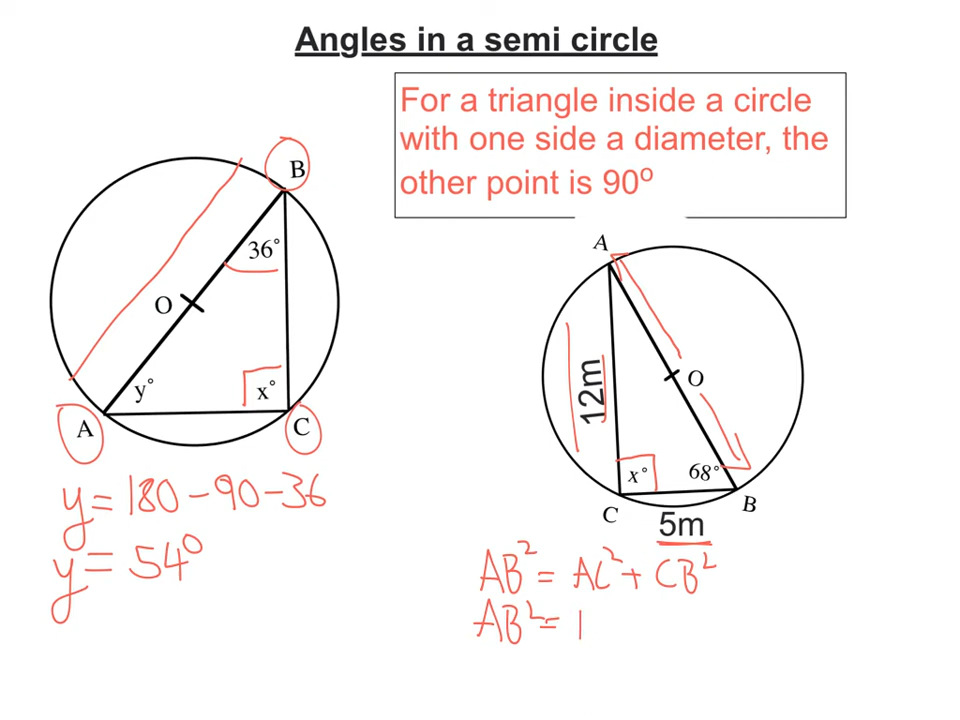 Angles in a semi circle
For a triangle inside a circle
with one side a diameter, the
other point is 90°
B
36°
O
y°
x°
A
C
y = 180 - 90 - 36
y = 54°
A
12m
O
x°
68°
C
B
5m
AB² = AC² + CB²
AB² = 1